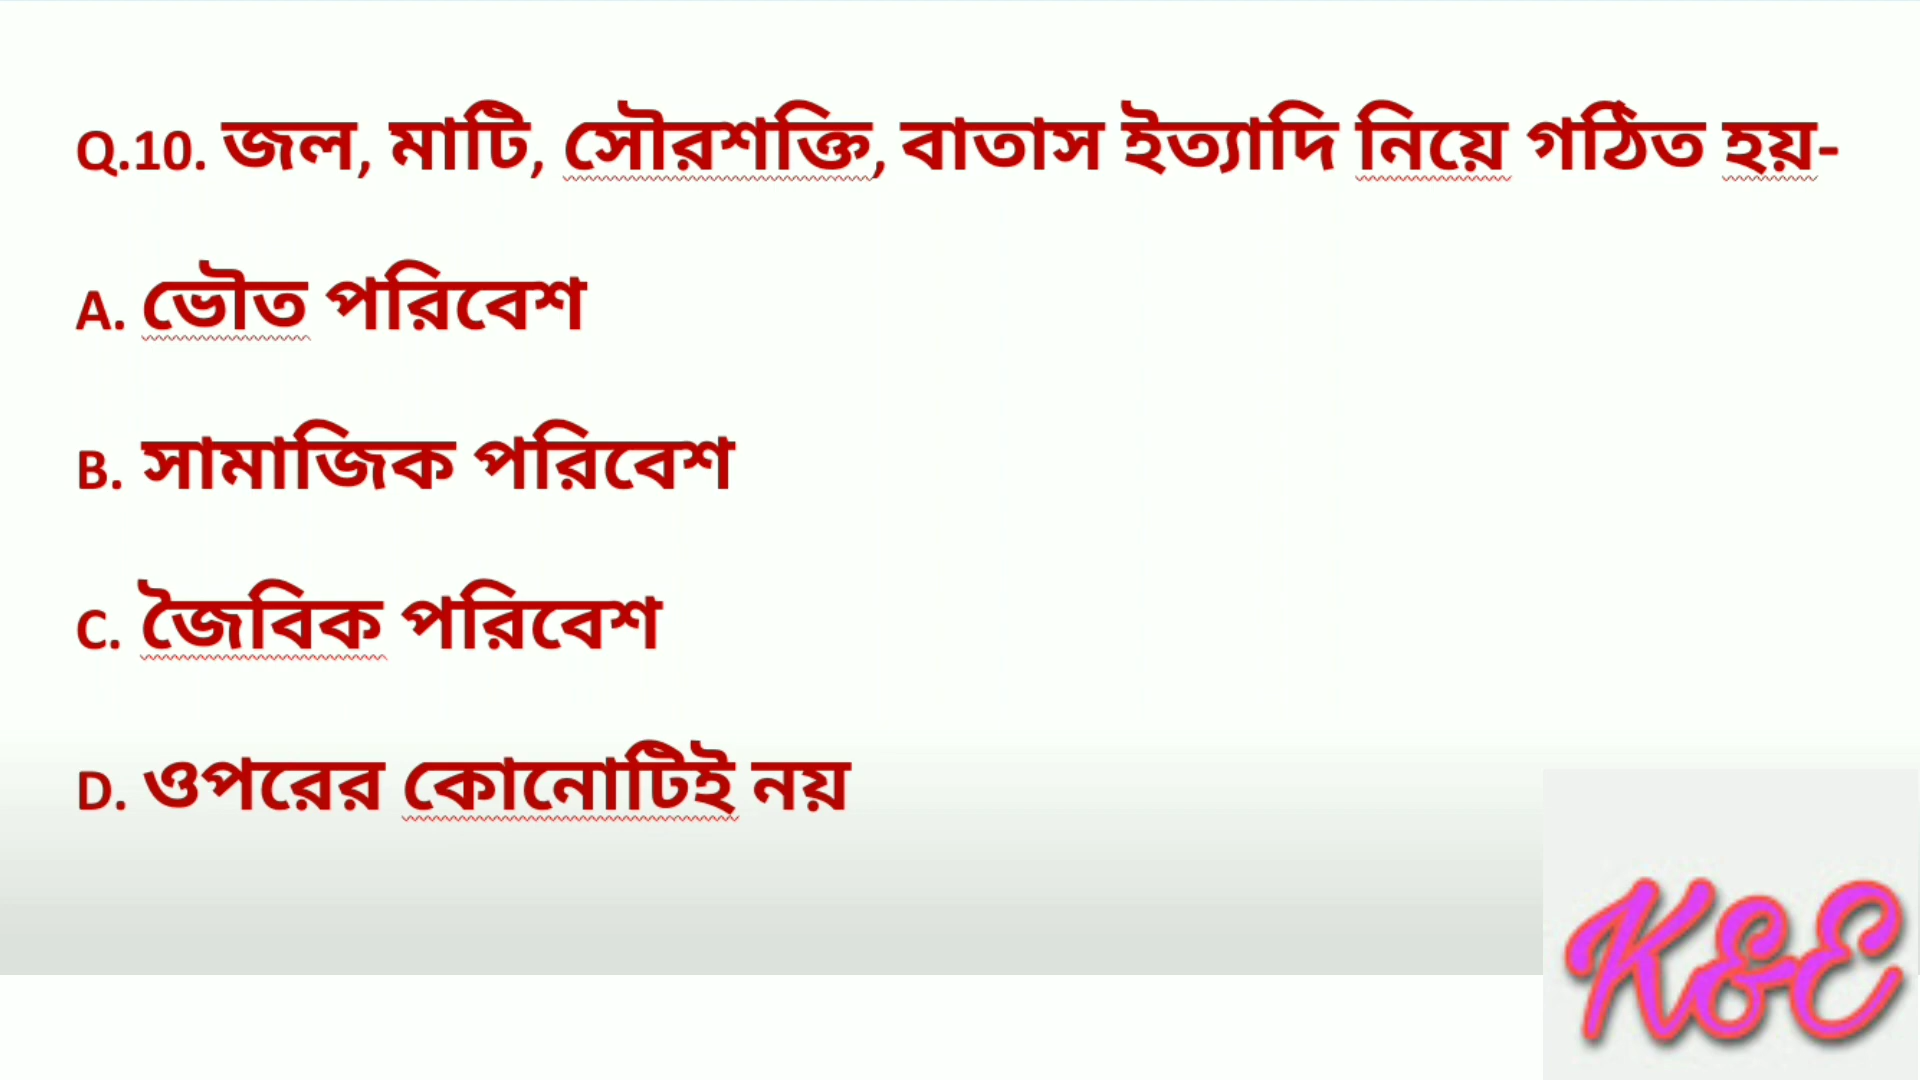 Q.10. জল, মাটি, সৌরশক্তি, বাতাস ইত্যাদি নিয়ে গঠিত হয়-
A. ভৌত পরিবেশ
B. সামাজিক পরিবেশ
C. জৈবিক পরিবেশ
D. ওপরের কোনোটিই নয়
K&E